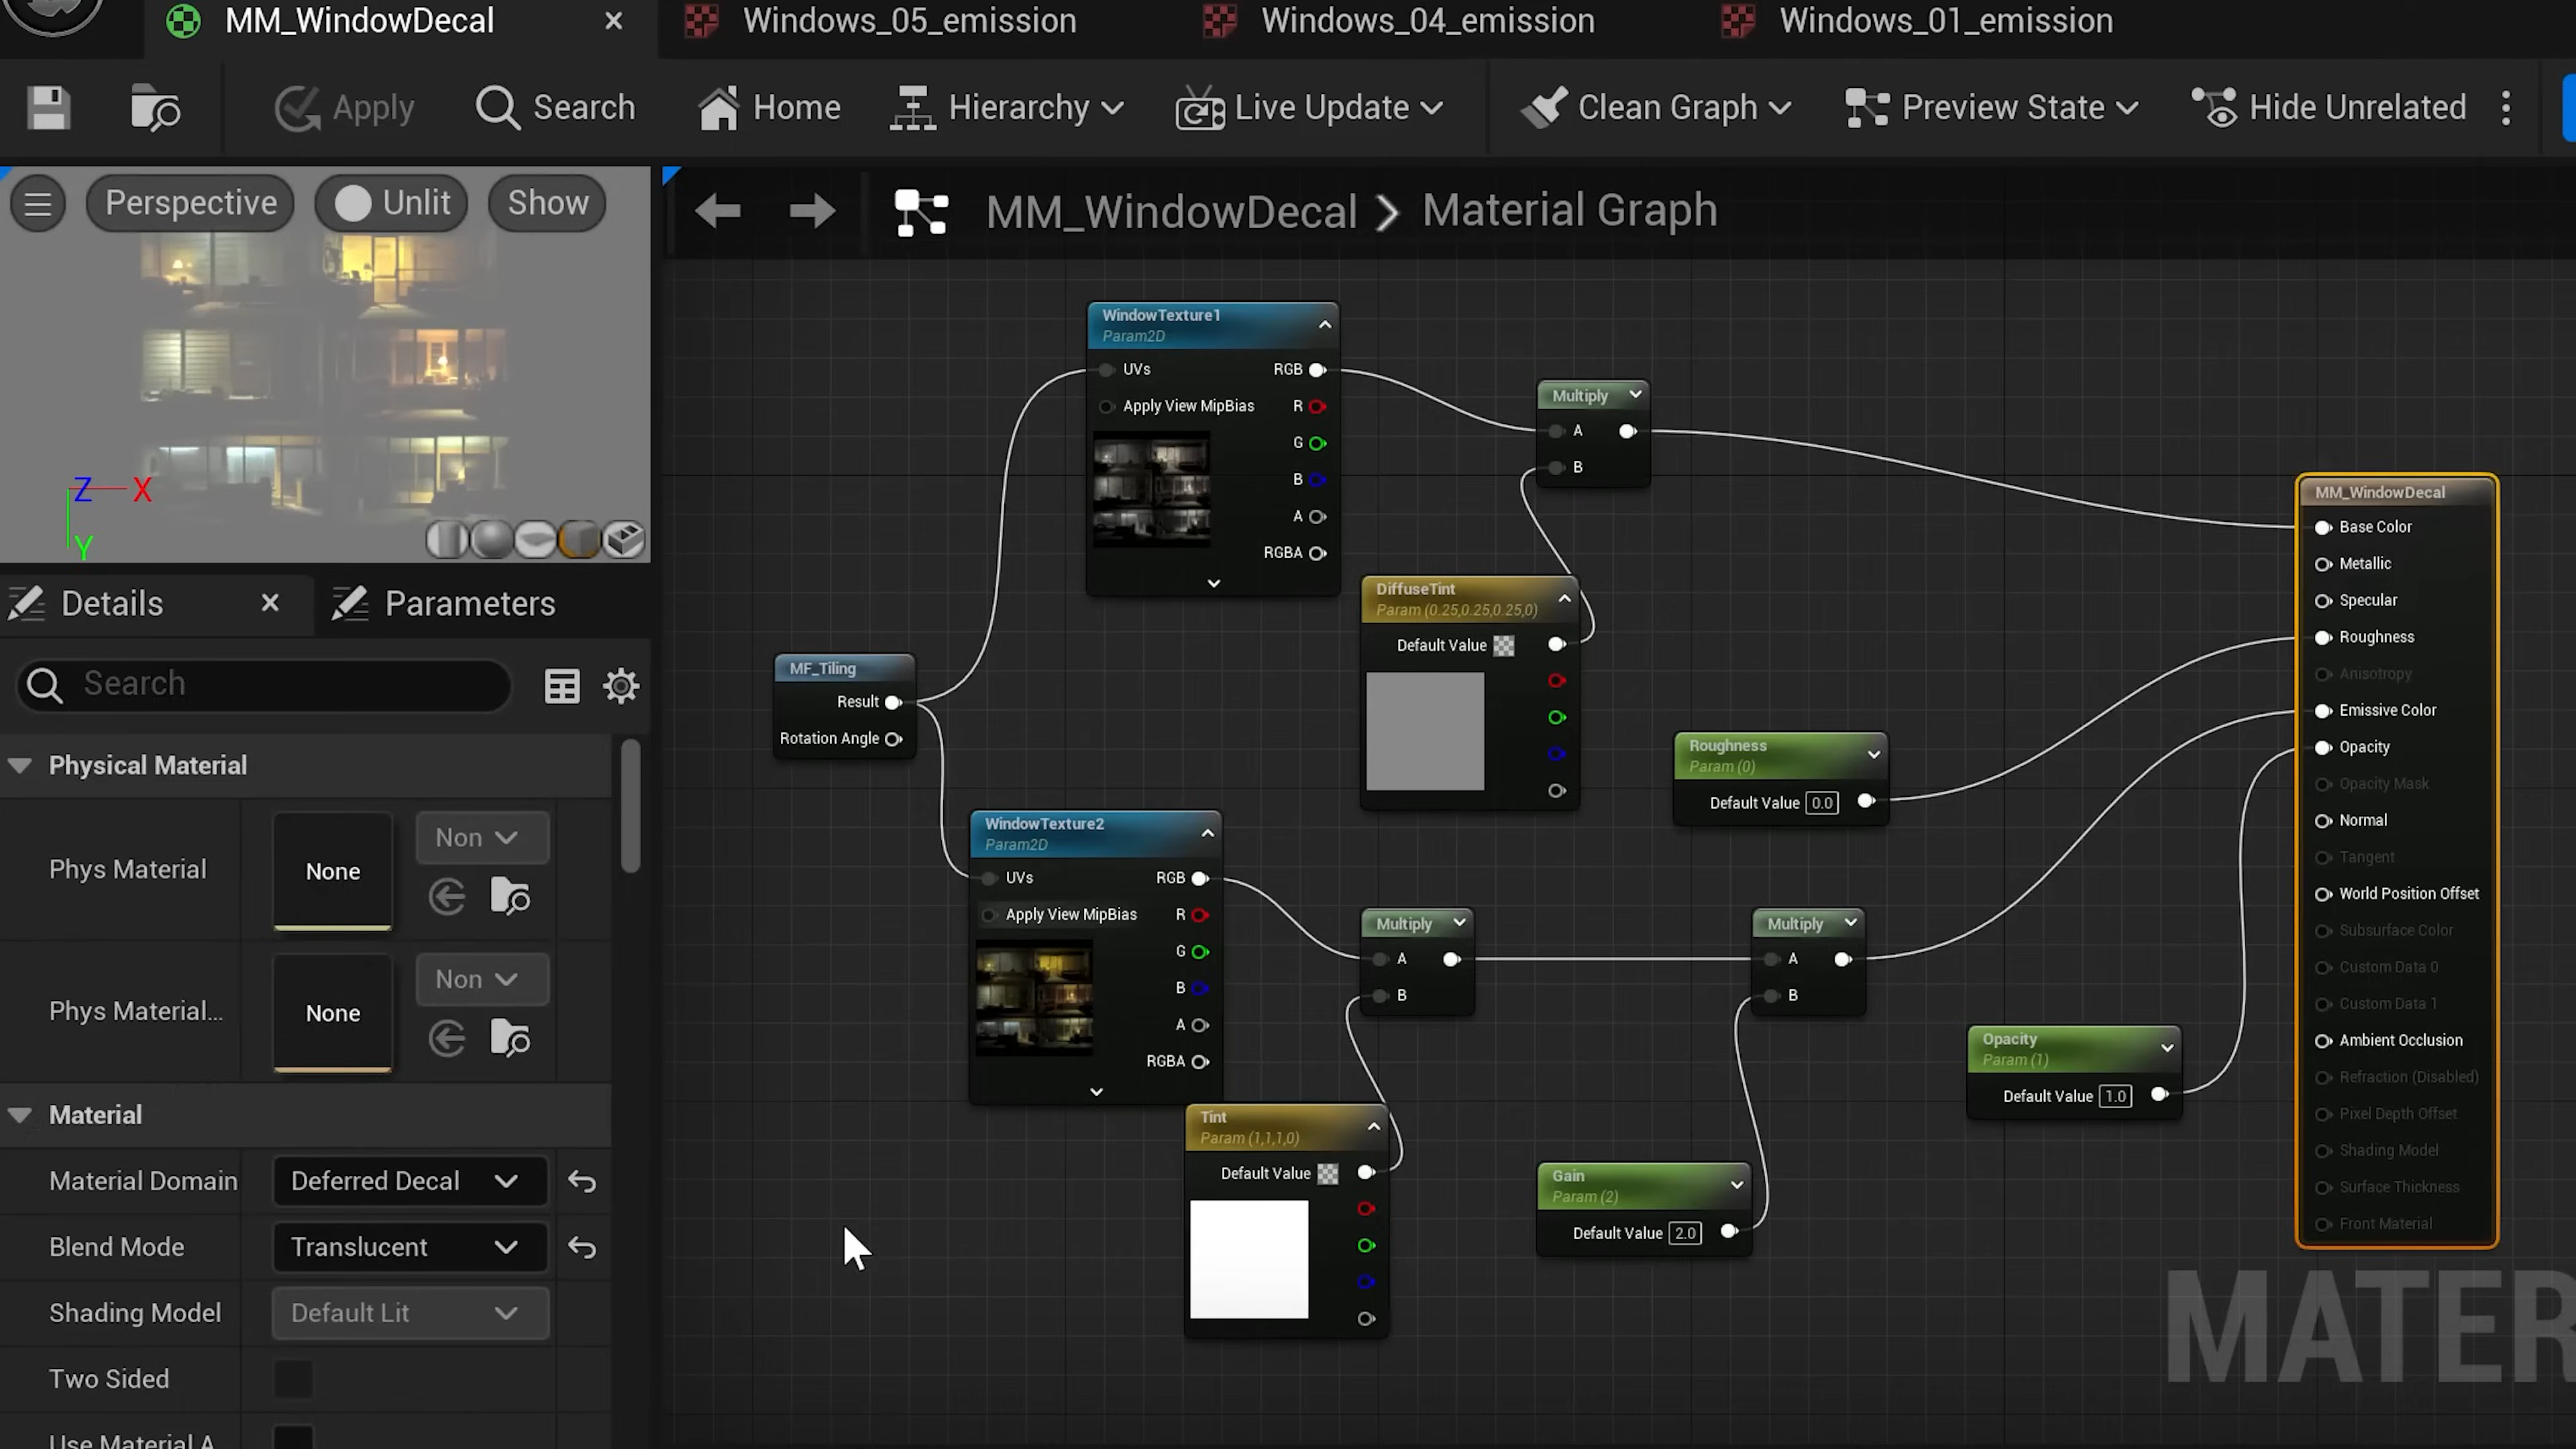 MM_WindowDecal
Windows_05_emission
Windows_04_emission
Windows_01_emission
Apply
Search
Home
Hierarchy
Live Update
Clean Graph
Preview State
Hide Unrelated
Perspective
Unlit
Show
MM_WindowDecal
Material Graph
Z
X
Y
WindowTexture1
Param2D
UVs
RGB
Apply View MipBias
R
G
B
A
RGBA
Multiply
A
B
DiffuseTint
Param (0.25,0.25,0.25,0)
Default Value
MF_Tiling
Result
Rotation Angle
WindowTexture2
Param2D
UVs
RGB
Apply View MipBias
R
G
B
A
RGBA
Multiply
A
B
Tint
Param (1,1,1,0)
Default Value
Roughness
Param (0)
Default Value 0.0
Multiply
A
B
Gain
Param (2)
Default Value 2.0
Opacity
Param (1)
Default Value 1.0
MM_WindowDecal
Base Color
Metallic
Specular
Roughness
Anisotropy
Emissive Color
Opacity
Opacity Mask
Normal
Tangent
World Position Offset
Subsurface Color
Custom Data 0
Custom Data 1
Ambient Occlusion
Refraction (Disabled)
Pixel Depth Offset
Shading Model
Surface Thickness
Front Material
MATER
Details
Parameters
Search
Physical Material
Phys Material
None
Non
Phys Material...
None
Non
Material
Material Domain
Deferred Decal
Blend Mode
Translucent
Shading Model
Default Lit
Two Sided
Use Material A